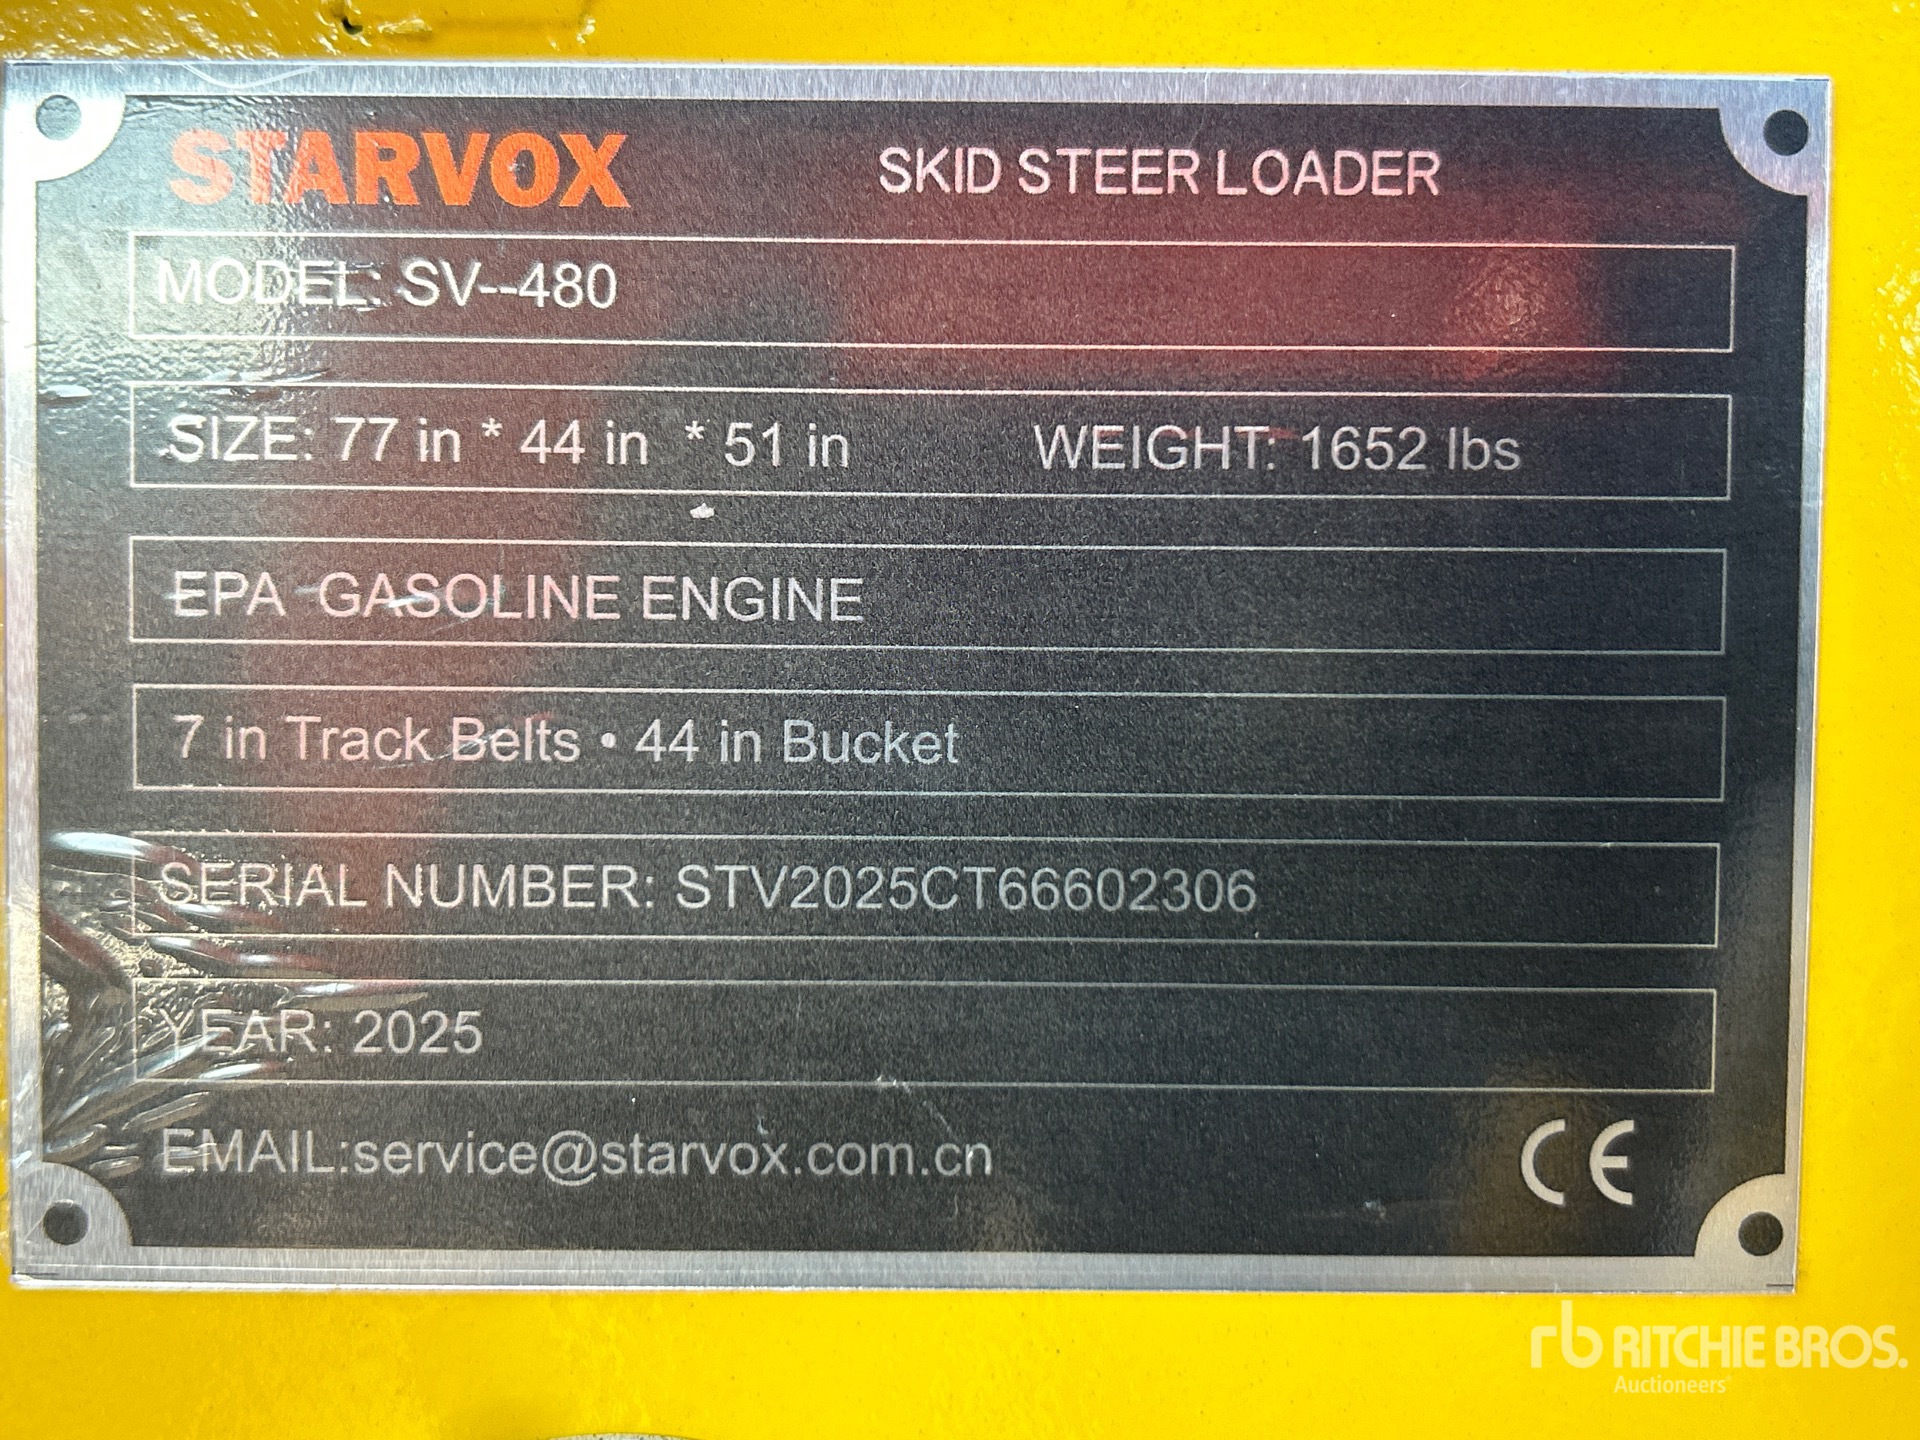 STARVOX SKID STEER LOADER
MODEL: SV--480
SIZE: 77 in * 44 in * 51 in WEIGHT: 1652 lbs
EPA GASOLINE ENGINE
7 in Track Belts • 44 in Bucket
SERIAL NUMBER: STV2025CT66602306
YEAR: 2025
EMAIL:service@starvox.com.cn CE
rb RITCHIE BROS.
Auctioneers